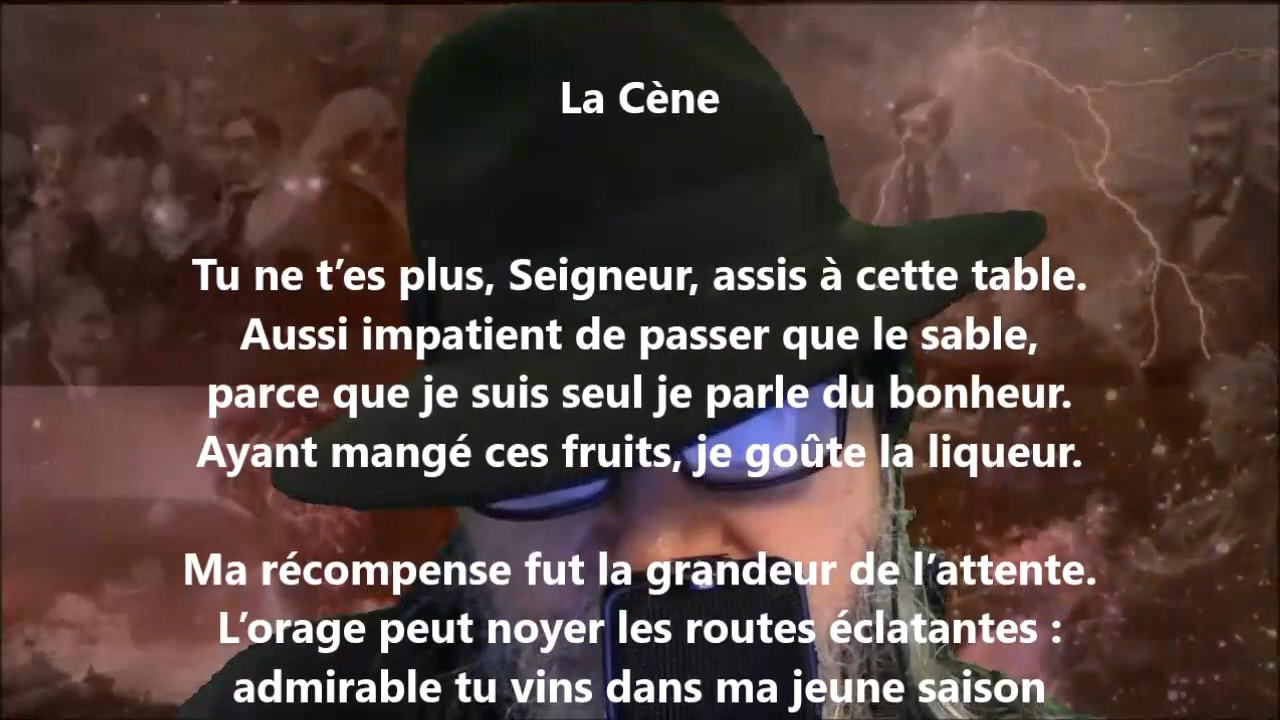 La Cène
Tu ne t’es plus, Seigneur, assis à cette table.
Aussi impatient de passer que le sable,
parce que je suis seul je parle du bonheur.
Ayant mangé ces fruits, je goûte la liqueur.
Ma récompense fut la grandeur de l’attente.
L’orage peut noyer les routes éclatantes :
admirable tu vins dans ma jeune saison